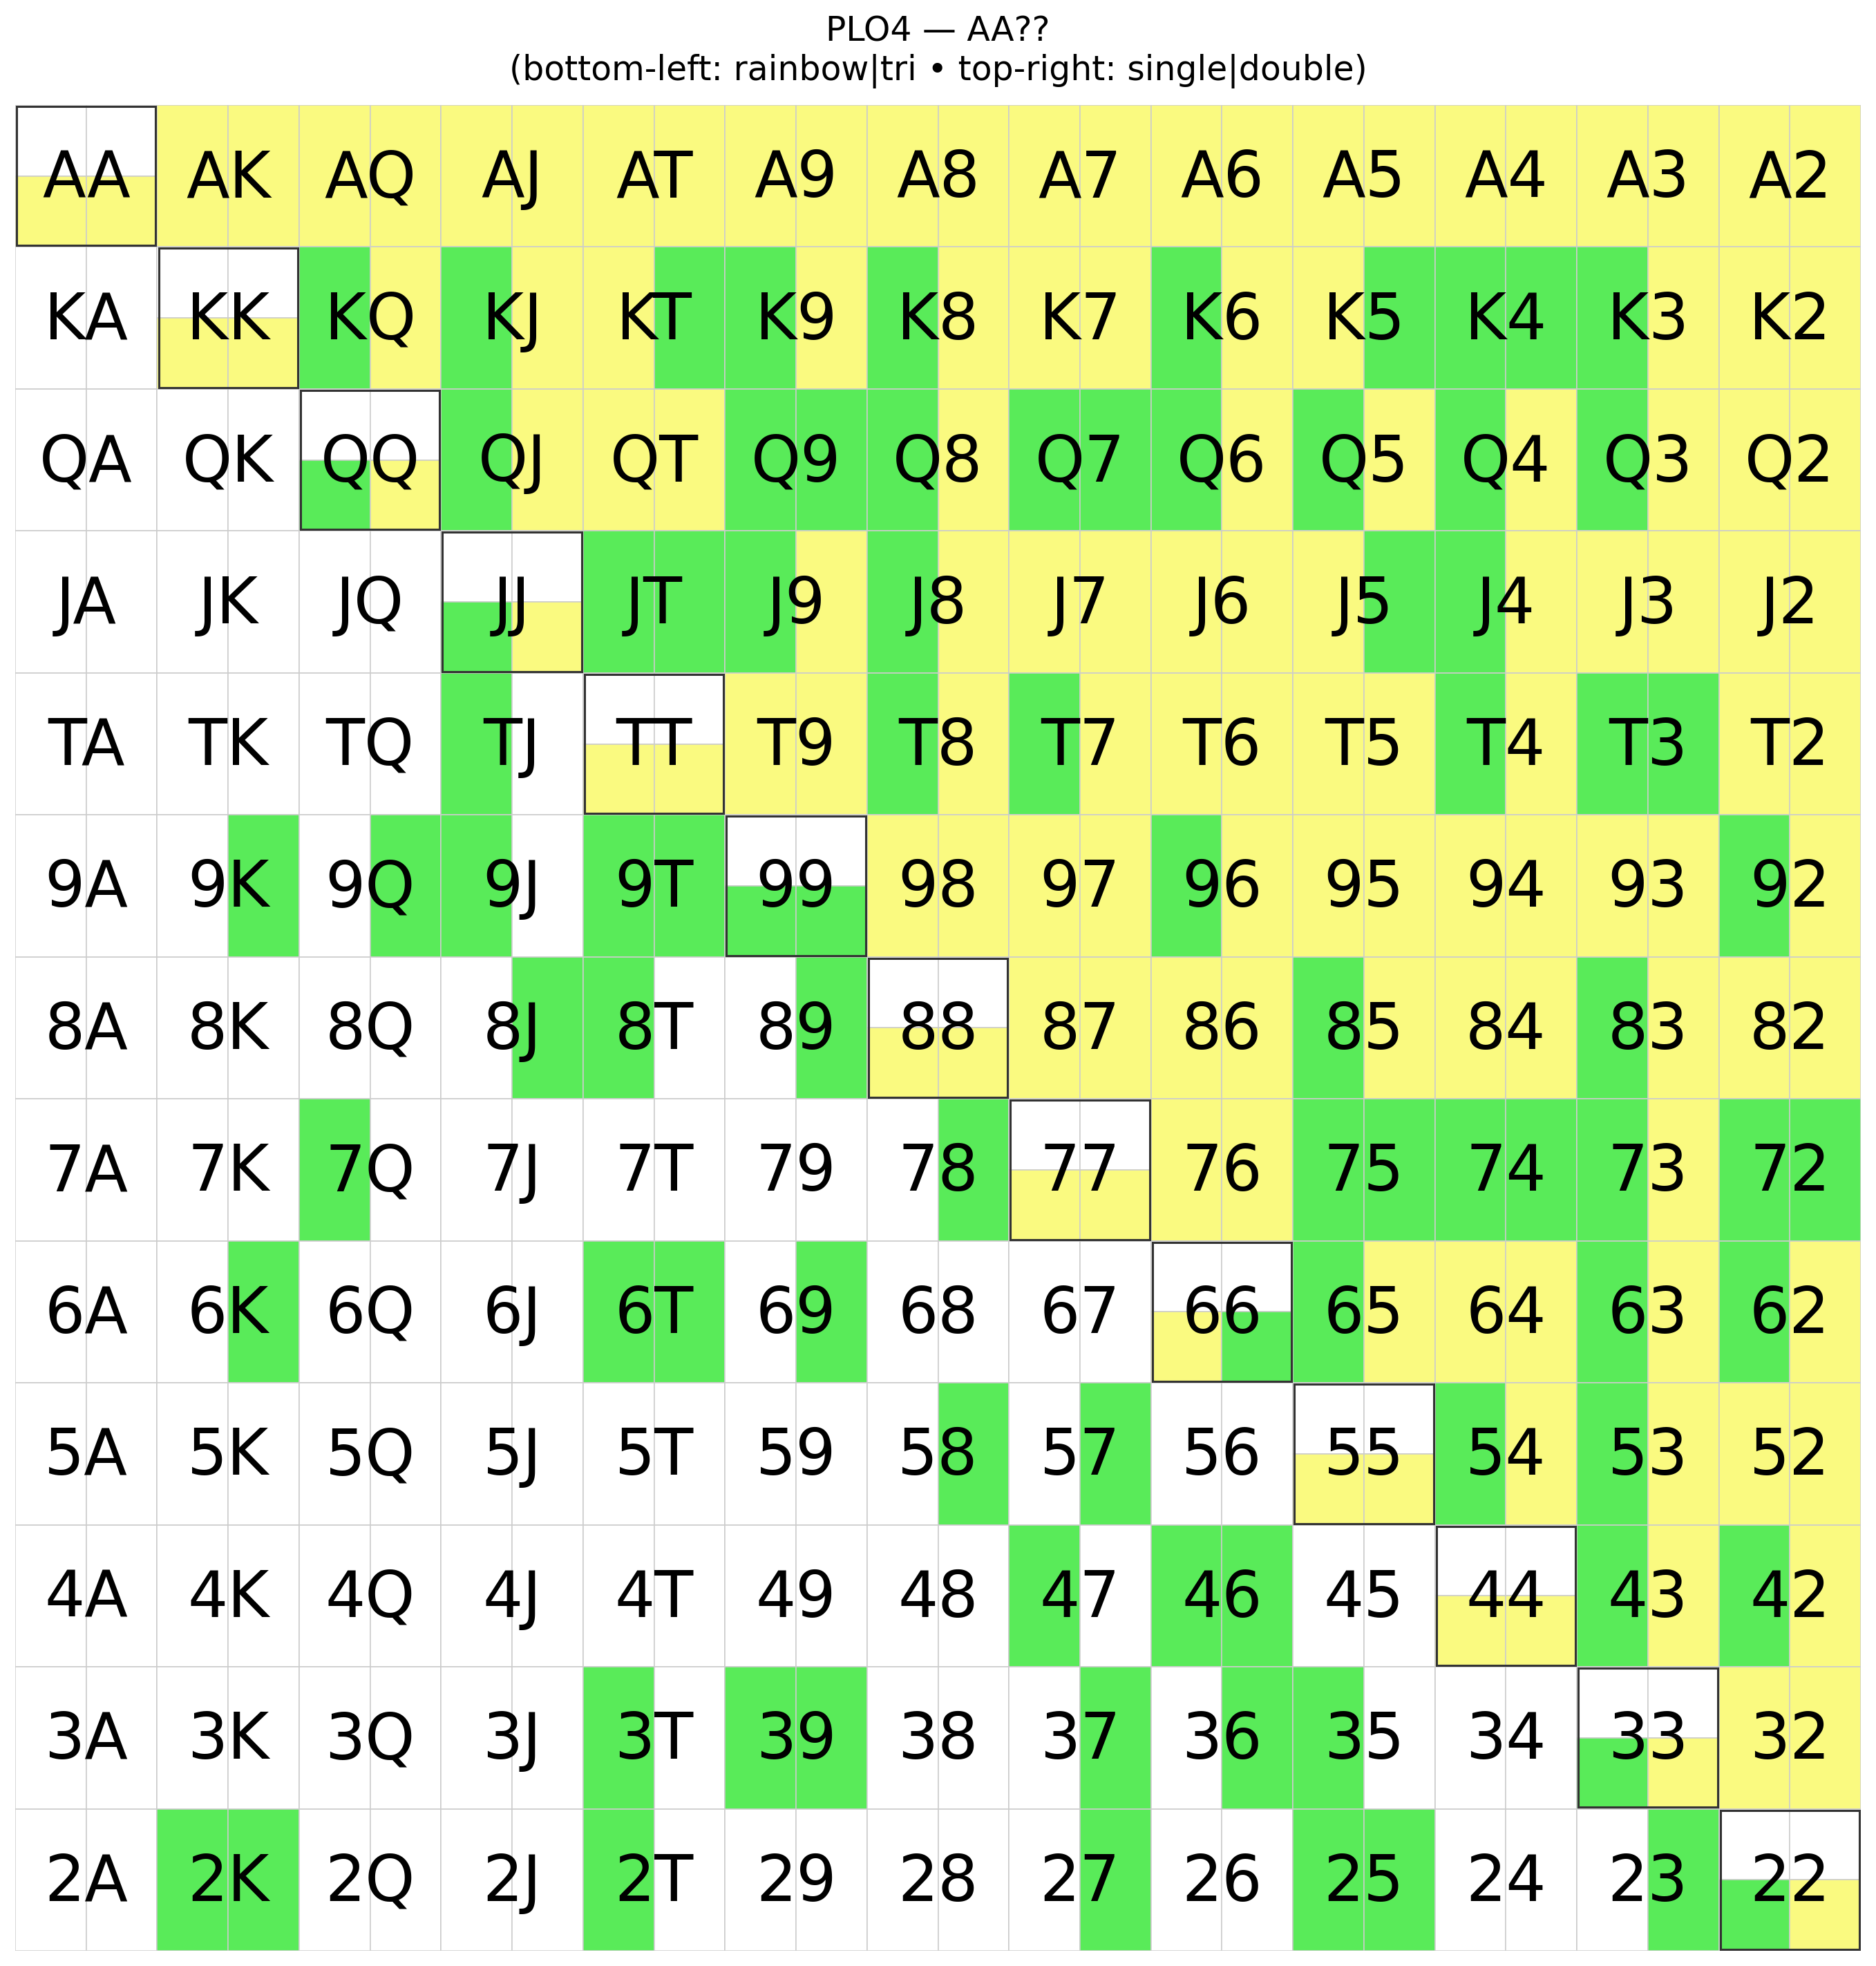 PLO4 — AA??
(bottom-left: rainbow|tri • top-right: single|double)
AA AK AQ AJ AT A9 A8 A7 A6 A5 A4 A3 A2
KA KK KQ KJ KT K9 K8 K7 K6 K5 K4 K3 K2
QA QK QQ QJ QT Q9 Q8 Q7 Q6 Q5 Q4 Q3 Q2
JA JK JQ JJ JT J9 J8 J7 J6 J5 J4 J3 J2
TA TK TQ TJ TT T9 T8 T7 T6 T5 T4 T3 T2
9A 9K 9Q 9J 9T 99 98 97 96 95 94 93 92
8A 8K 8Q 8J 8T 89 88 87 86 85 84 83 82
7A 7K 7Q 7J 7T 79 78 77 76 75 74 73 72
6A 6K 6Q 6J 6T 69 68 67 66 65 64 63 62
5A 5K 5Q 5J 5T 59 58 57 56 55 54 53 52
4A 4K 4Q 4J 4T 49 48 47 46 45 44 43 42
3A 3K 3Q 3J 3T 39 38 37 36 35 34 33 32
2A 2K 2Q 2J 2T 29 28 27 26 25 24 23 22